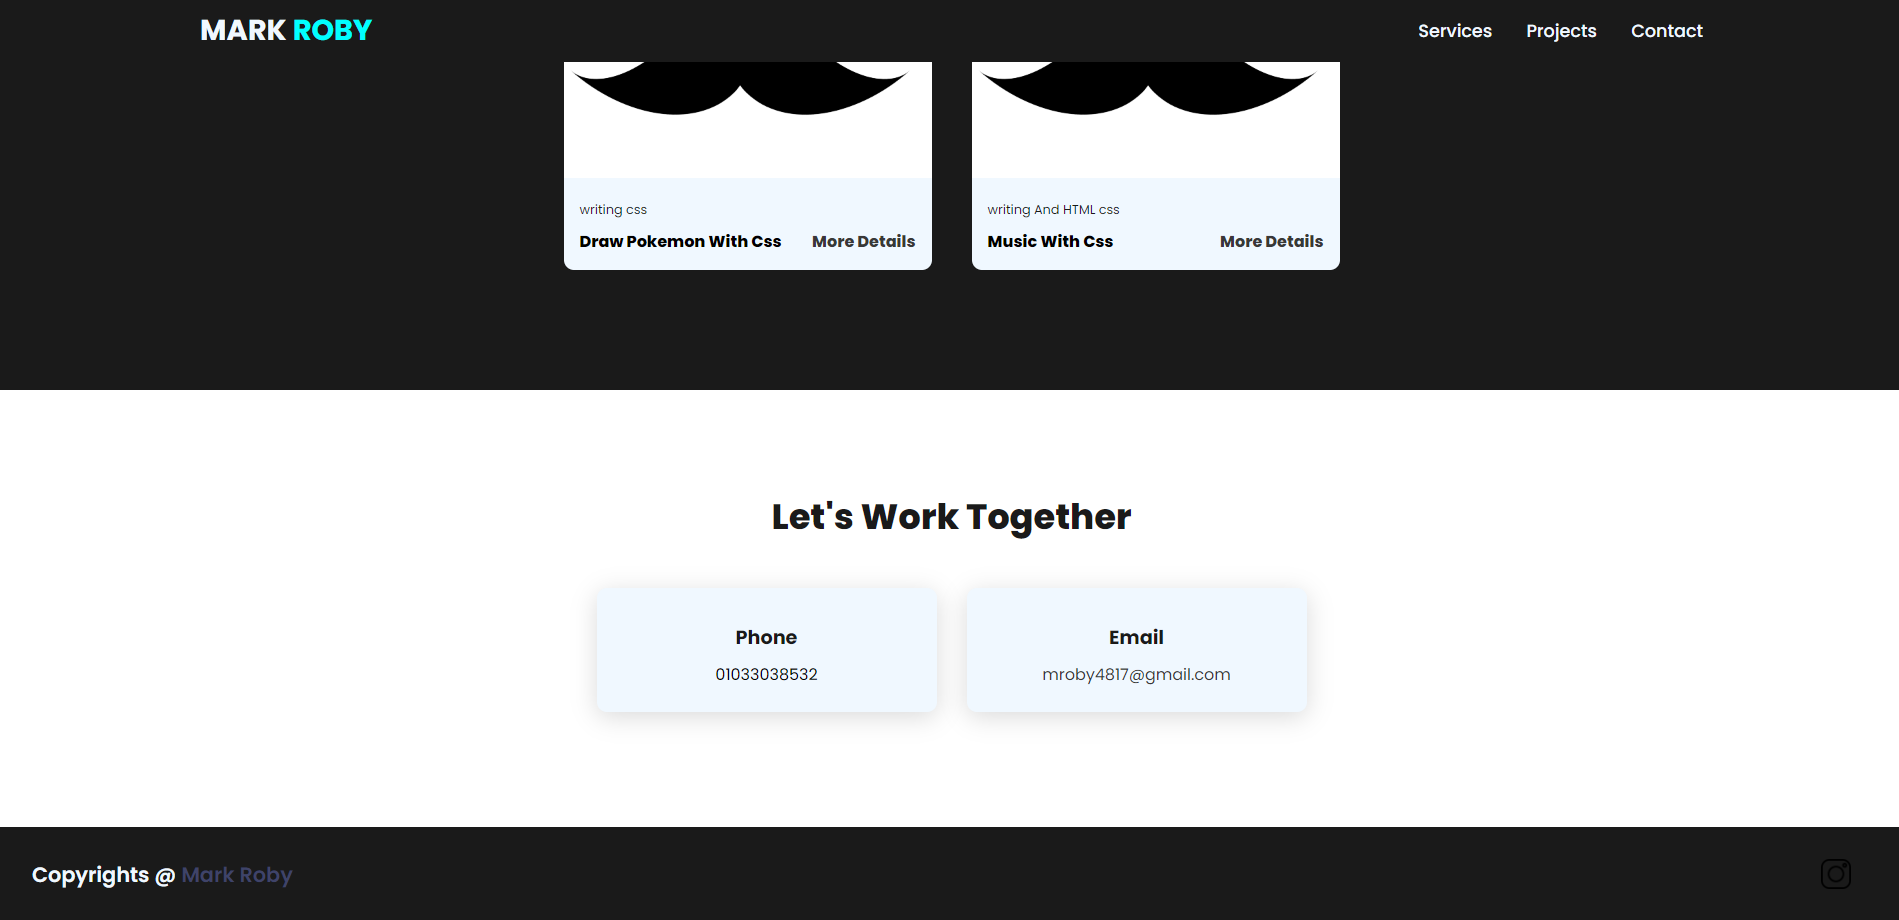 MARK ROBY
Services Projects Contact
writing css
Draw Pokemon With Css More Details
writing And HTML css
Music With Css More Details
Let's Work Together
Phone
01033038532
Email
mroby4817@gmail.com
Copyrights @ Mark Roby